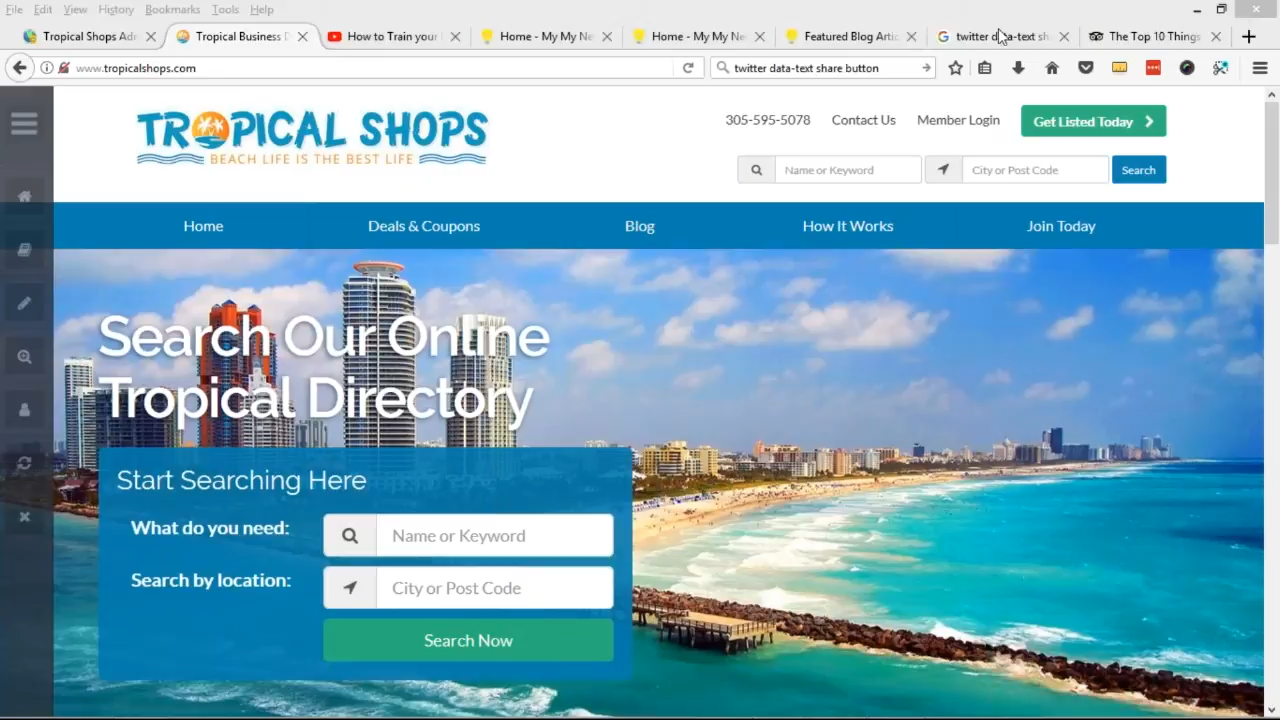 File Edit View History Bookmarks Tools Help
Tropical Shops Adm
Tropical Business D
How to Train your
Home - My My Ne
Home - My My Ne
Featured Blog Artic
twitter data-text sh
The Top 10 Things
www.tropicalshops.com
twitter data-text share button
TROPICAL SHOPS
BEACH LIFE IS THE BEST LIFE
305-595-5078 Contact Us Member Login Get Listed Today
Name or Keyword City or Post Code Search
Home Deals & Coupons Blog How It Works Join Today
Search Our Online
Tropical Directory
Start Searching Here
What do you need: Name or Keyword
Search by location: City or Post Code
Search Now